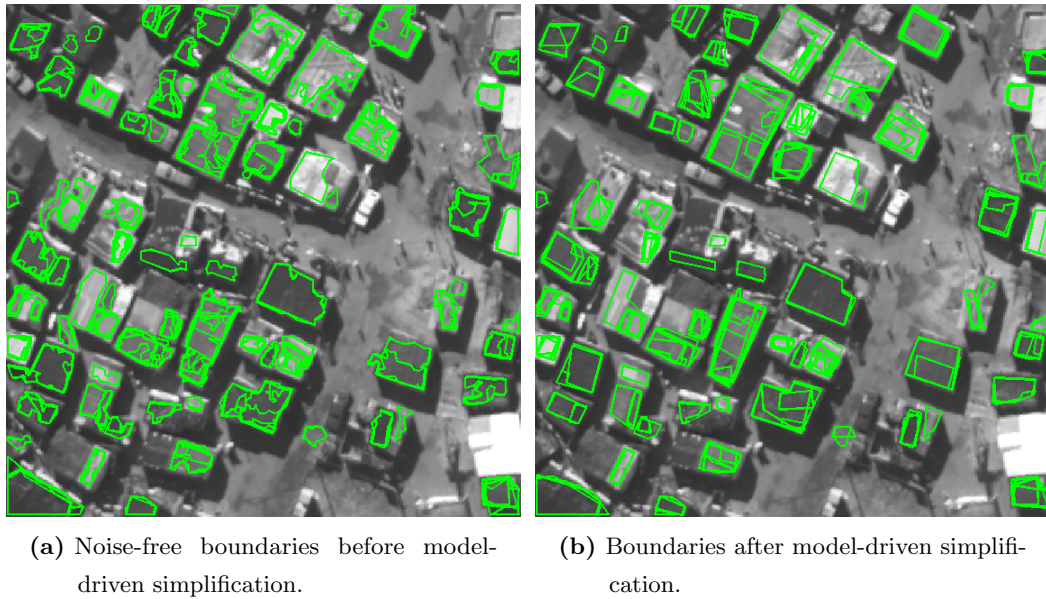 (a) Noise-free boundaries before model-
driven simplification.
(b) Boundaries after model-driven simplifi-
cation.